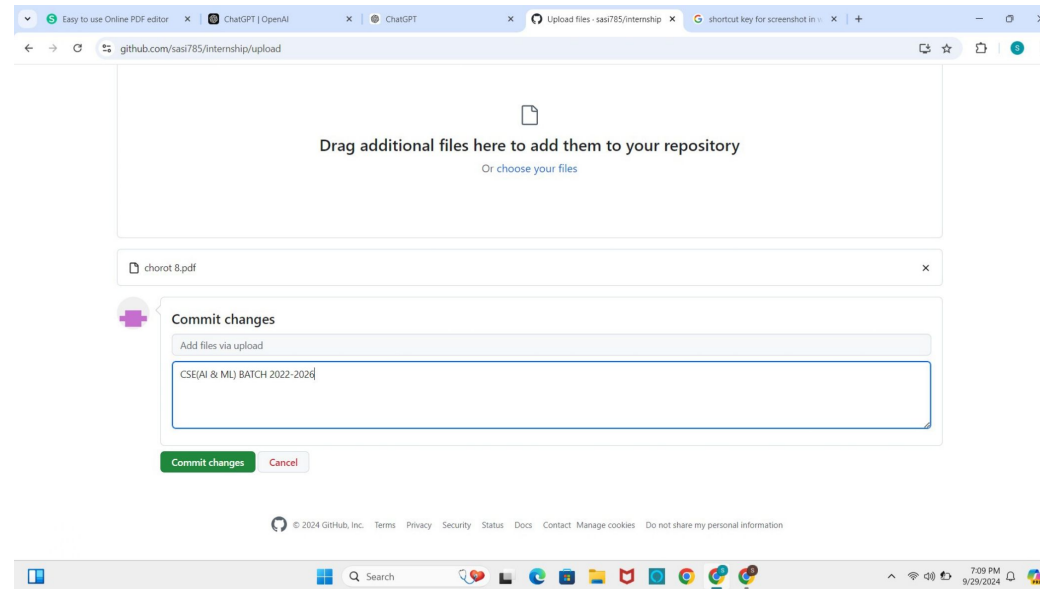 Easy to use Online PDF editor
ChatGPT | OpenAI
ChatGPT
Upload files · sasi785/internship
shortcut key for screenshot in
github.com/sasi785/internship/upload
S
Drag additional files here to add them to your repository
Or choose your files
chorot 8.pdf
Commit changes
Add files via upload
CSE(AI & ML) BATCH 2022-2026
Commit changes
Cancel
© 2024 GitHub, Inc. Terms Privacy Security Status Docs Contact Manage cookies Do not share my personal information
Search
7:09 PM
9/29/2024